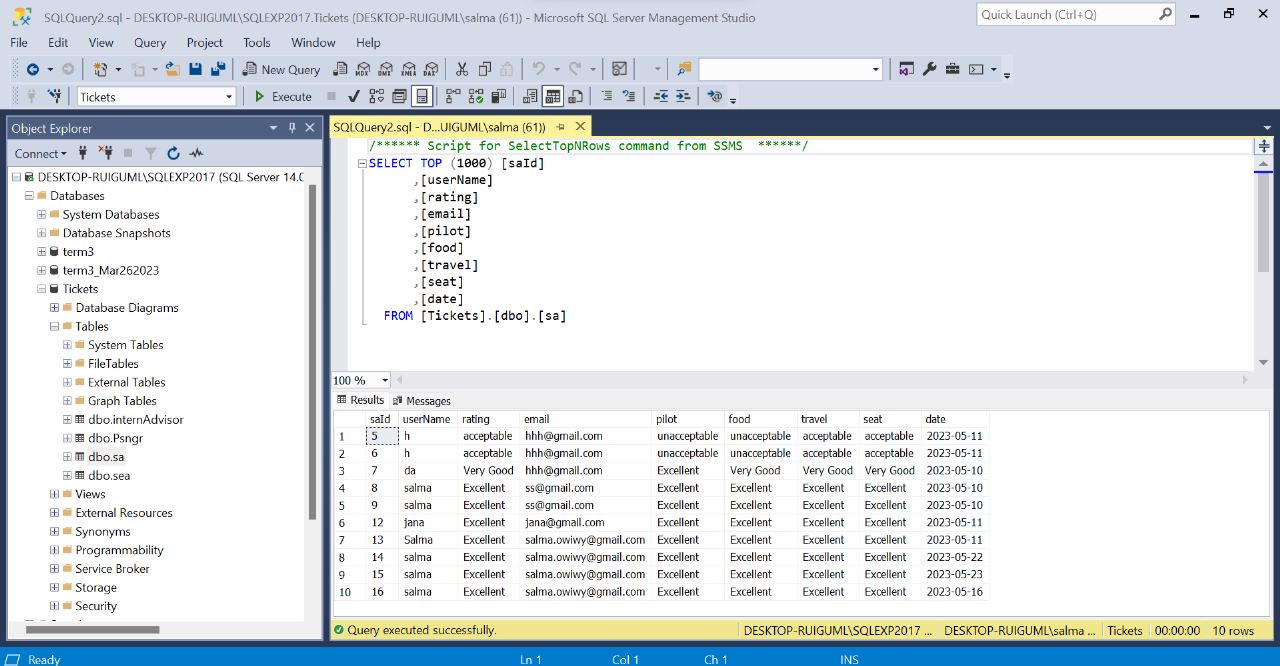 SQLQuery2.sql - DESKTOP-RUIGUML\SQLEXP2017.Tickets (DESKTOP-RUIGUML\salma (61)) - Microsoft SQL Server Management Studio
Quick Launch (Ctrl+Q)
File Edit View Query Project Tools Window Help
New Query MDX DMX XMLA DAX
Tickets Execute
Object Explorer
SQLQuery2.sql - D...UIGUML\salma (61))
Connect
DESKTOP-RUIGUML\SQLEXP2017 (SQL Server 14.0
Databases
System Databases
Database Snapshots
term3
term3_Mar262023
Tickets
Database Diagrams
Tables
System Tables
FileTables
External Tables
Graph Tables
dbo.internAdvisor
dbo.Psngr
dbo.sa
dbo.sea
Views
External Resources
Synonyms
Programmability
Service Broker
Storage
Security
/****** Script for SelectTopNRows command from SSMS ******/
SELECT TOP (1000) [saId]
,[userName]
,[rating]
,[email]
,[pilot]
,[food]
,[travel]
,[seat]
,[date]
FROM [Tickets].[dbo].[sa]
100 %
Results Messages
saId userName rating email pilot food travel seat date
1 5 h acceptable hhh@gmail.com unacceptable unacceptable acceptable acceptable 2023-05-11
2 6 h acceptable hhh@gmail.com unacceptable unacceptable acceptable acceptable 2023-05-11
3 7 da Very Good hhh@gmail.com Excellent Very Good Very Good Very Good 2023-05-10
4 8 salma Excellent ss@gmail.com Excellent Excellent Excellent Excellent 2023-05-10
5 9 salma Excellent ss@gmail.com Excellent Excellent Excellent Excellent 2023-05-10
6 12 jana Excellent jana@gmail.com Excellent Excellent Excellent Excellent 2023-05-11
7 13 Salma Excellent salma.owiwy@gmail.com Excellent Excellent Excellent Excellent 2023-05-11
8 14 salma Excellent salma.owiwy@gmail.com Excellent Excellent Excellent Excellent 2023-05-22
9 15 salma Excellent salma.owiwy@gmail.com Excellent Excellent Excellent Excellent 2023-05-23
10 16 salma Excellent salma.owiwy@gmail.com Excellent Excellent Excellent Excellent 2023-05-16
Query executed successfully. DESKTOP-RUIGUML\SQLEXP2017 ... DESKTOP-RUIGUML\salma ... Tickets 00:00:00 10 rows
Ready Ln 1 Col 1 Ch 1 INS